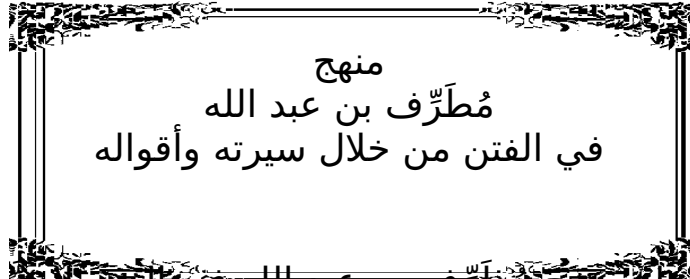 منهج
مُطَرِّف بن عبد الله
في الفتن من خلال سيرته وأقواله